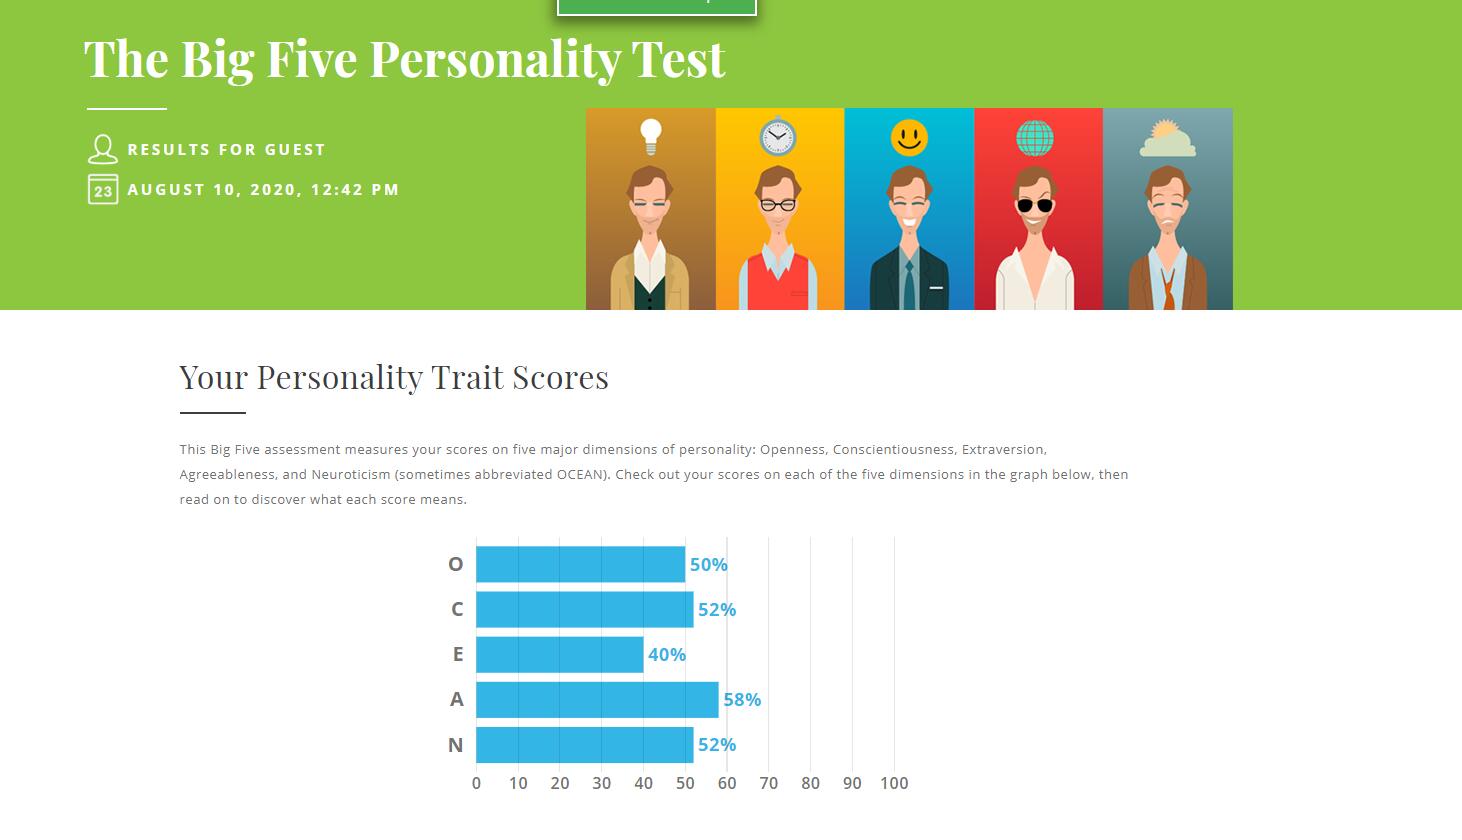 The Big Five Personality Test
RESULTS FOR GUEST
23 AUGUST 10, 2020, 12:42 PM
Your Personality Trait Scores
This Big Five assessment measures your scores on five major dimensions of personality: Openness, Conscientiousness, Extraversion,
Agreeableness, and Neuroticism (sometimes abbreviated OCEAN). Check out your scores on each of the five dimensions in the graph below, then
read on to discover what each score means.
O 50%
C 52%
E 40%
A 58%
N 52%
0 10 20 30 40 50 60 70 80 90 100